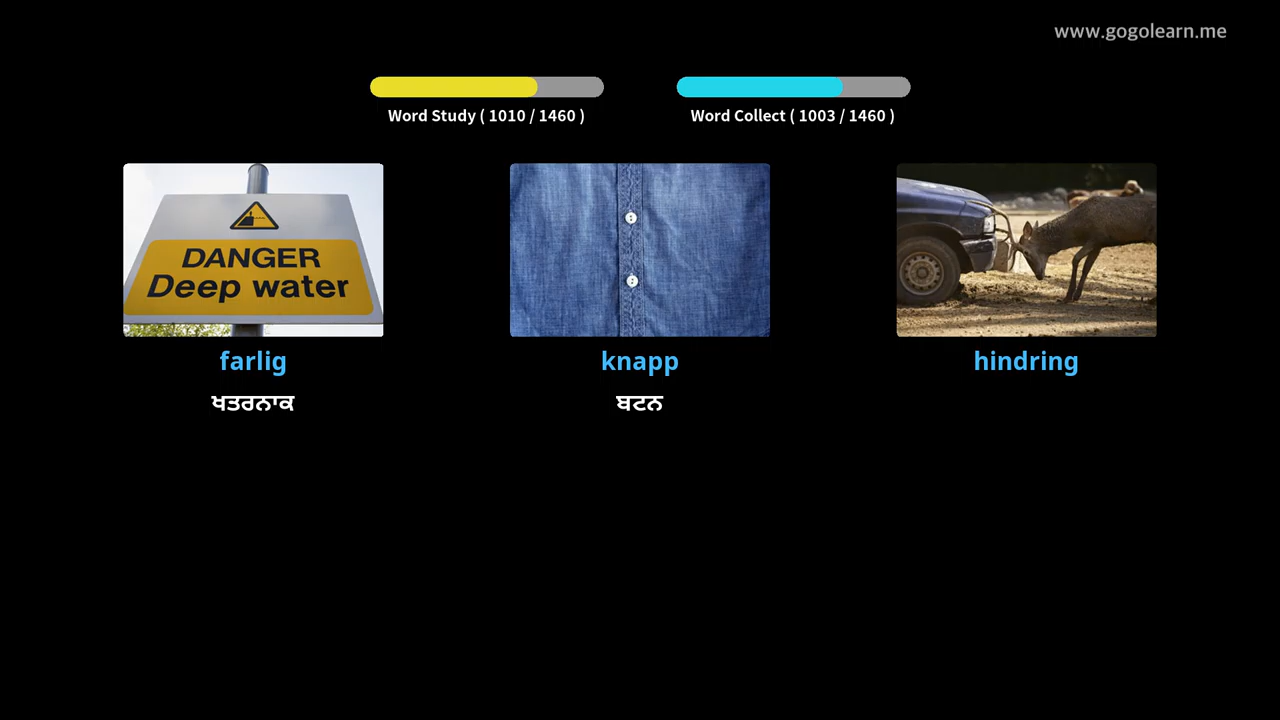 www.gogolearn.me
Word Study ( 1010 / 1460 )
Word Collect ( 1003 / 1460 )
DANGER
Deep water
farlig
knapp
hindring
ਖਤਰਨਾਕ
ਬਟਨ